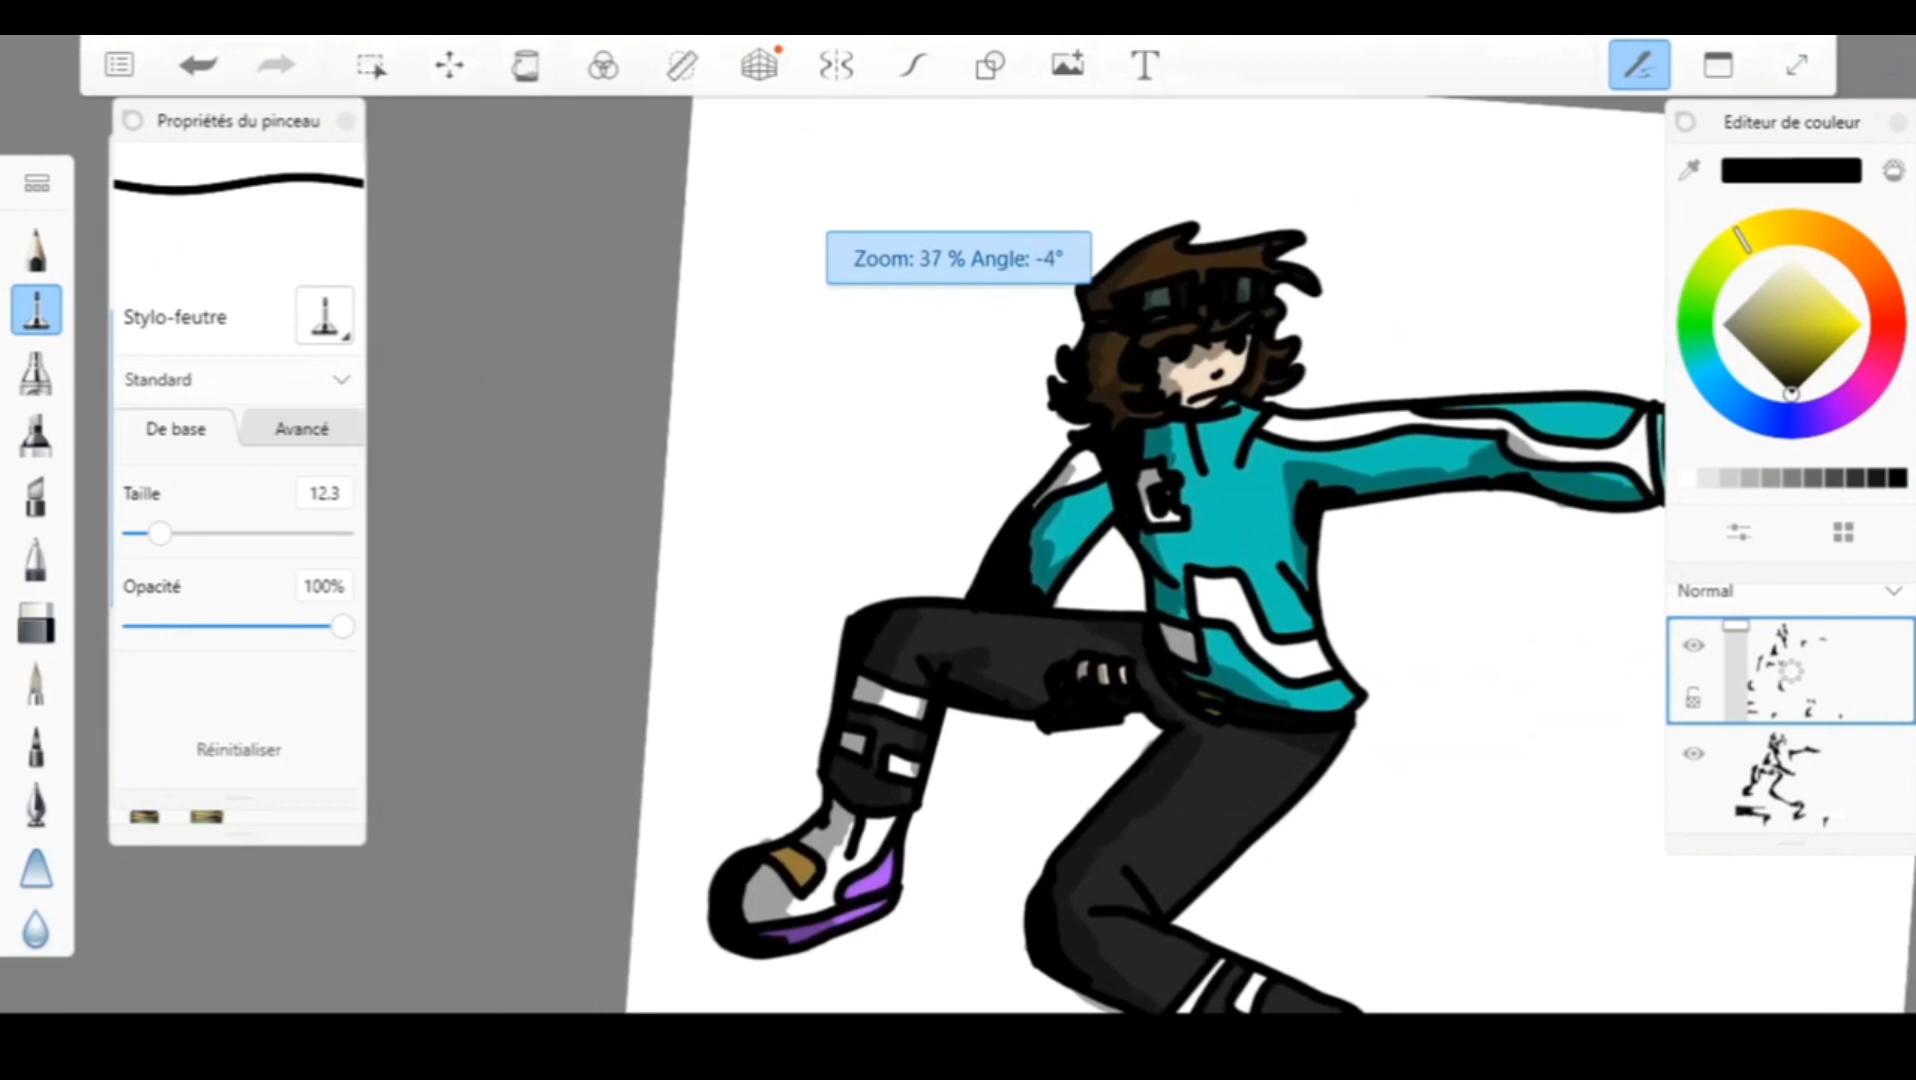 Propriétés du pinceau
Editeur de couleur
Zoom: 37 % Angle: -4°
Stylo-feutre
Standard
De base
Avancé
Taille
12.3
Opacité
100%
Normal
Réinitialiser